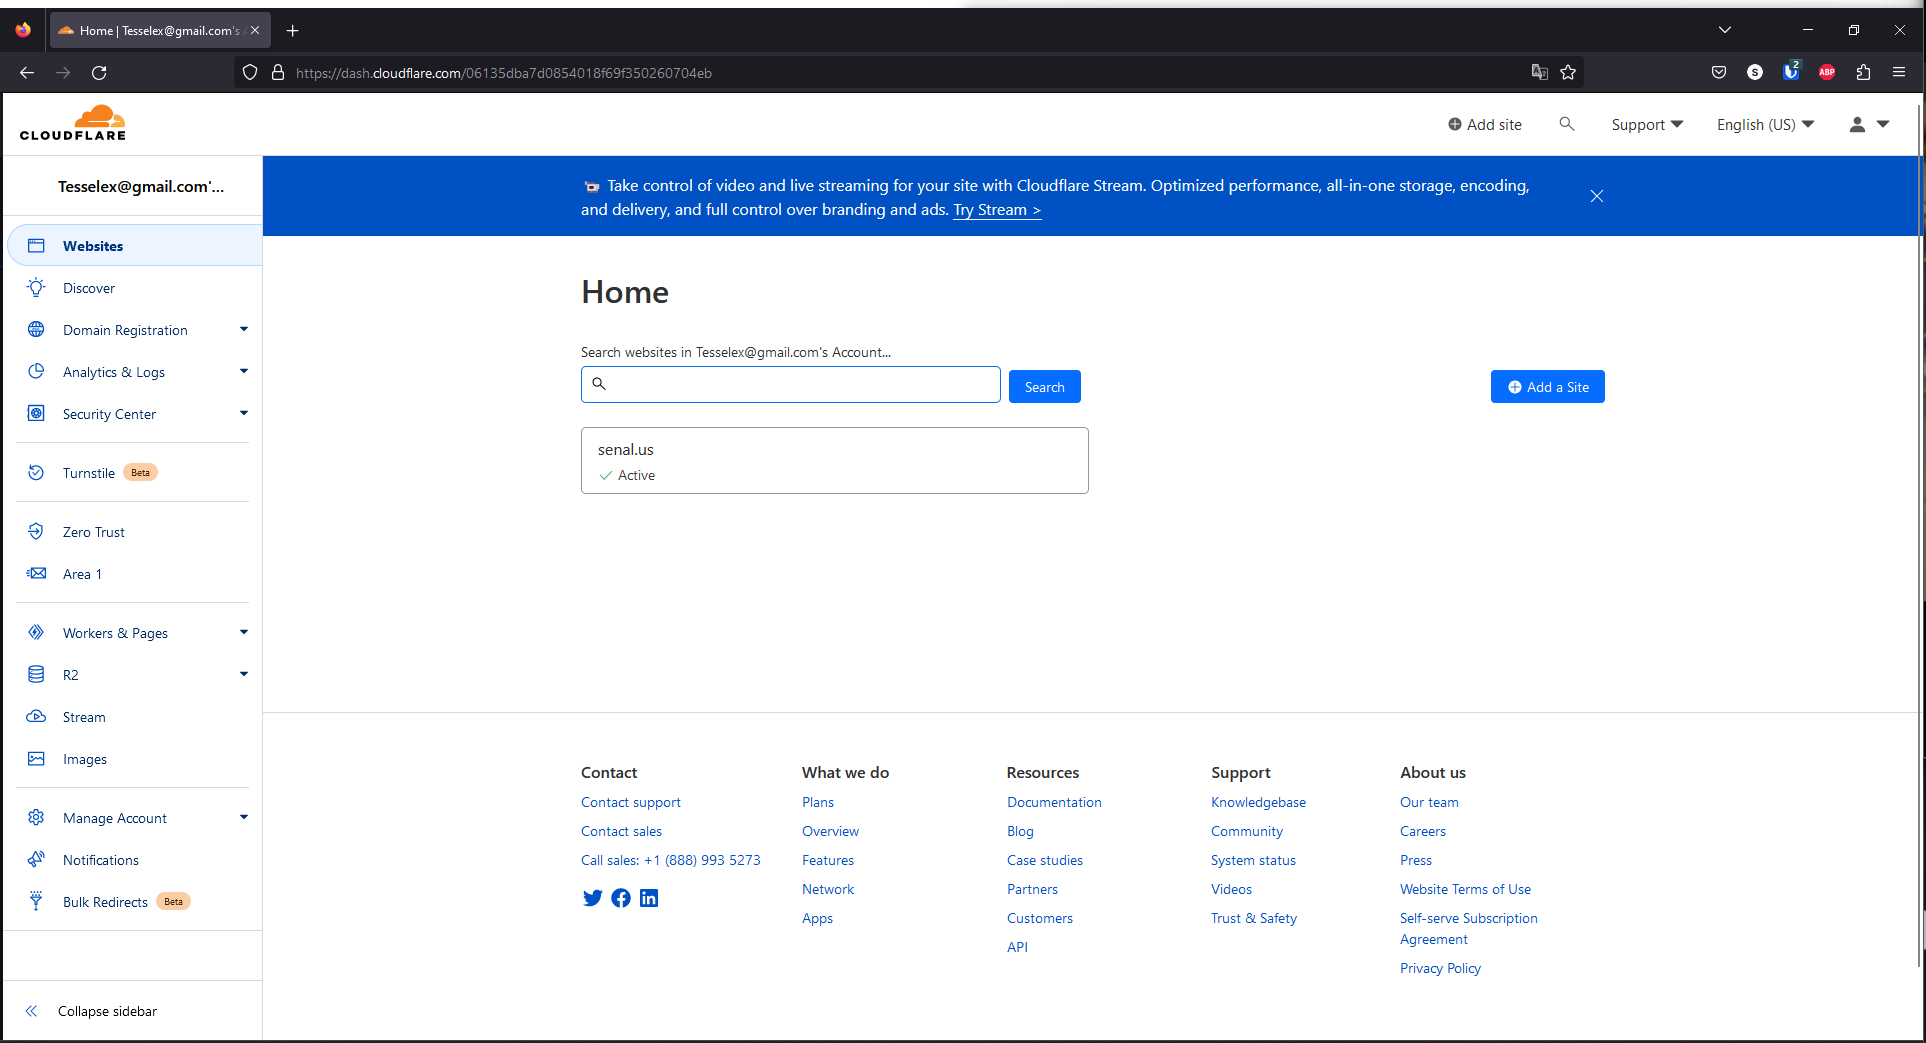 Home | Tesselex@gmail.com's
https://dash.cloudflare.com/06135dba7d0854018f69f350260704eb
S
2
ABP
CLOUDFLARE
Add site
Support
English (US)
Tesselex@gmail.com'...
Websites
Discover
Domain Registration
Analytics & Logs
Security Center
Turnstile Beta
Zero Trust
Area 1
Workers & Pages
R2
Stream
Images
Manage Account
Notifications
Bulk Redirects Beta
Collapse sidebar
Take control of video and live streaming for your site with Cloudflare Stream. Optimized performance, all-in-one storage, encoding,
and delivery, and full control over branding and ads. Try Stream >
Home
Search websites in Tesselex@gmail.com's Account...
Search
Add a Site
senal.us
Active
Contact
Contact support
Contact sales
Call sales: +1 (888) 993 5273
What we do
Plans
Overview
Features
Network
Apps
Resources
Documentation
Blog
Case studies
Partners
Customers
API
Support
Knowledgebase
Community
System status
Videos
Trust & Safety
About us
Our team
Careers
Press
Website Terms of Use
Self-serve Subscription
Agreement
Privacy Policy